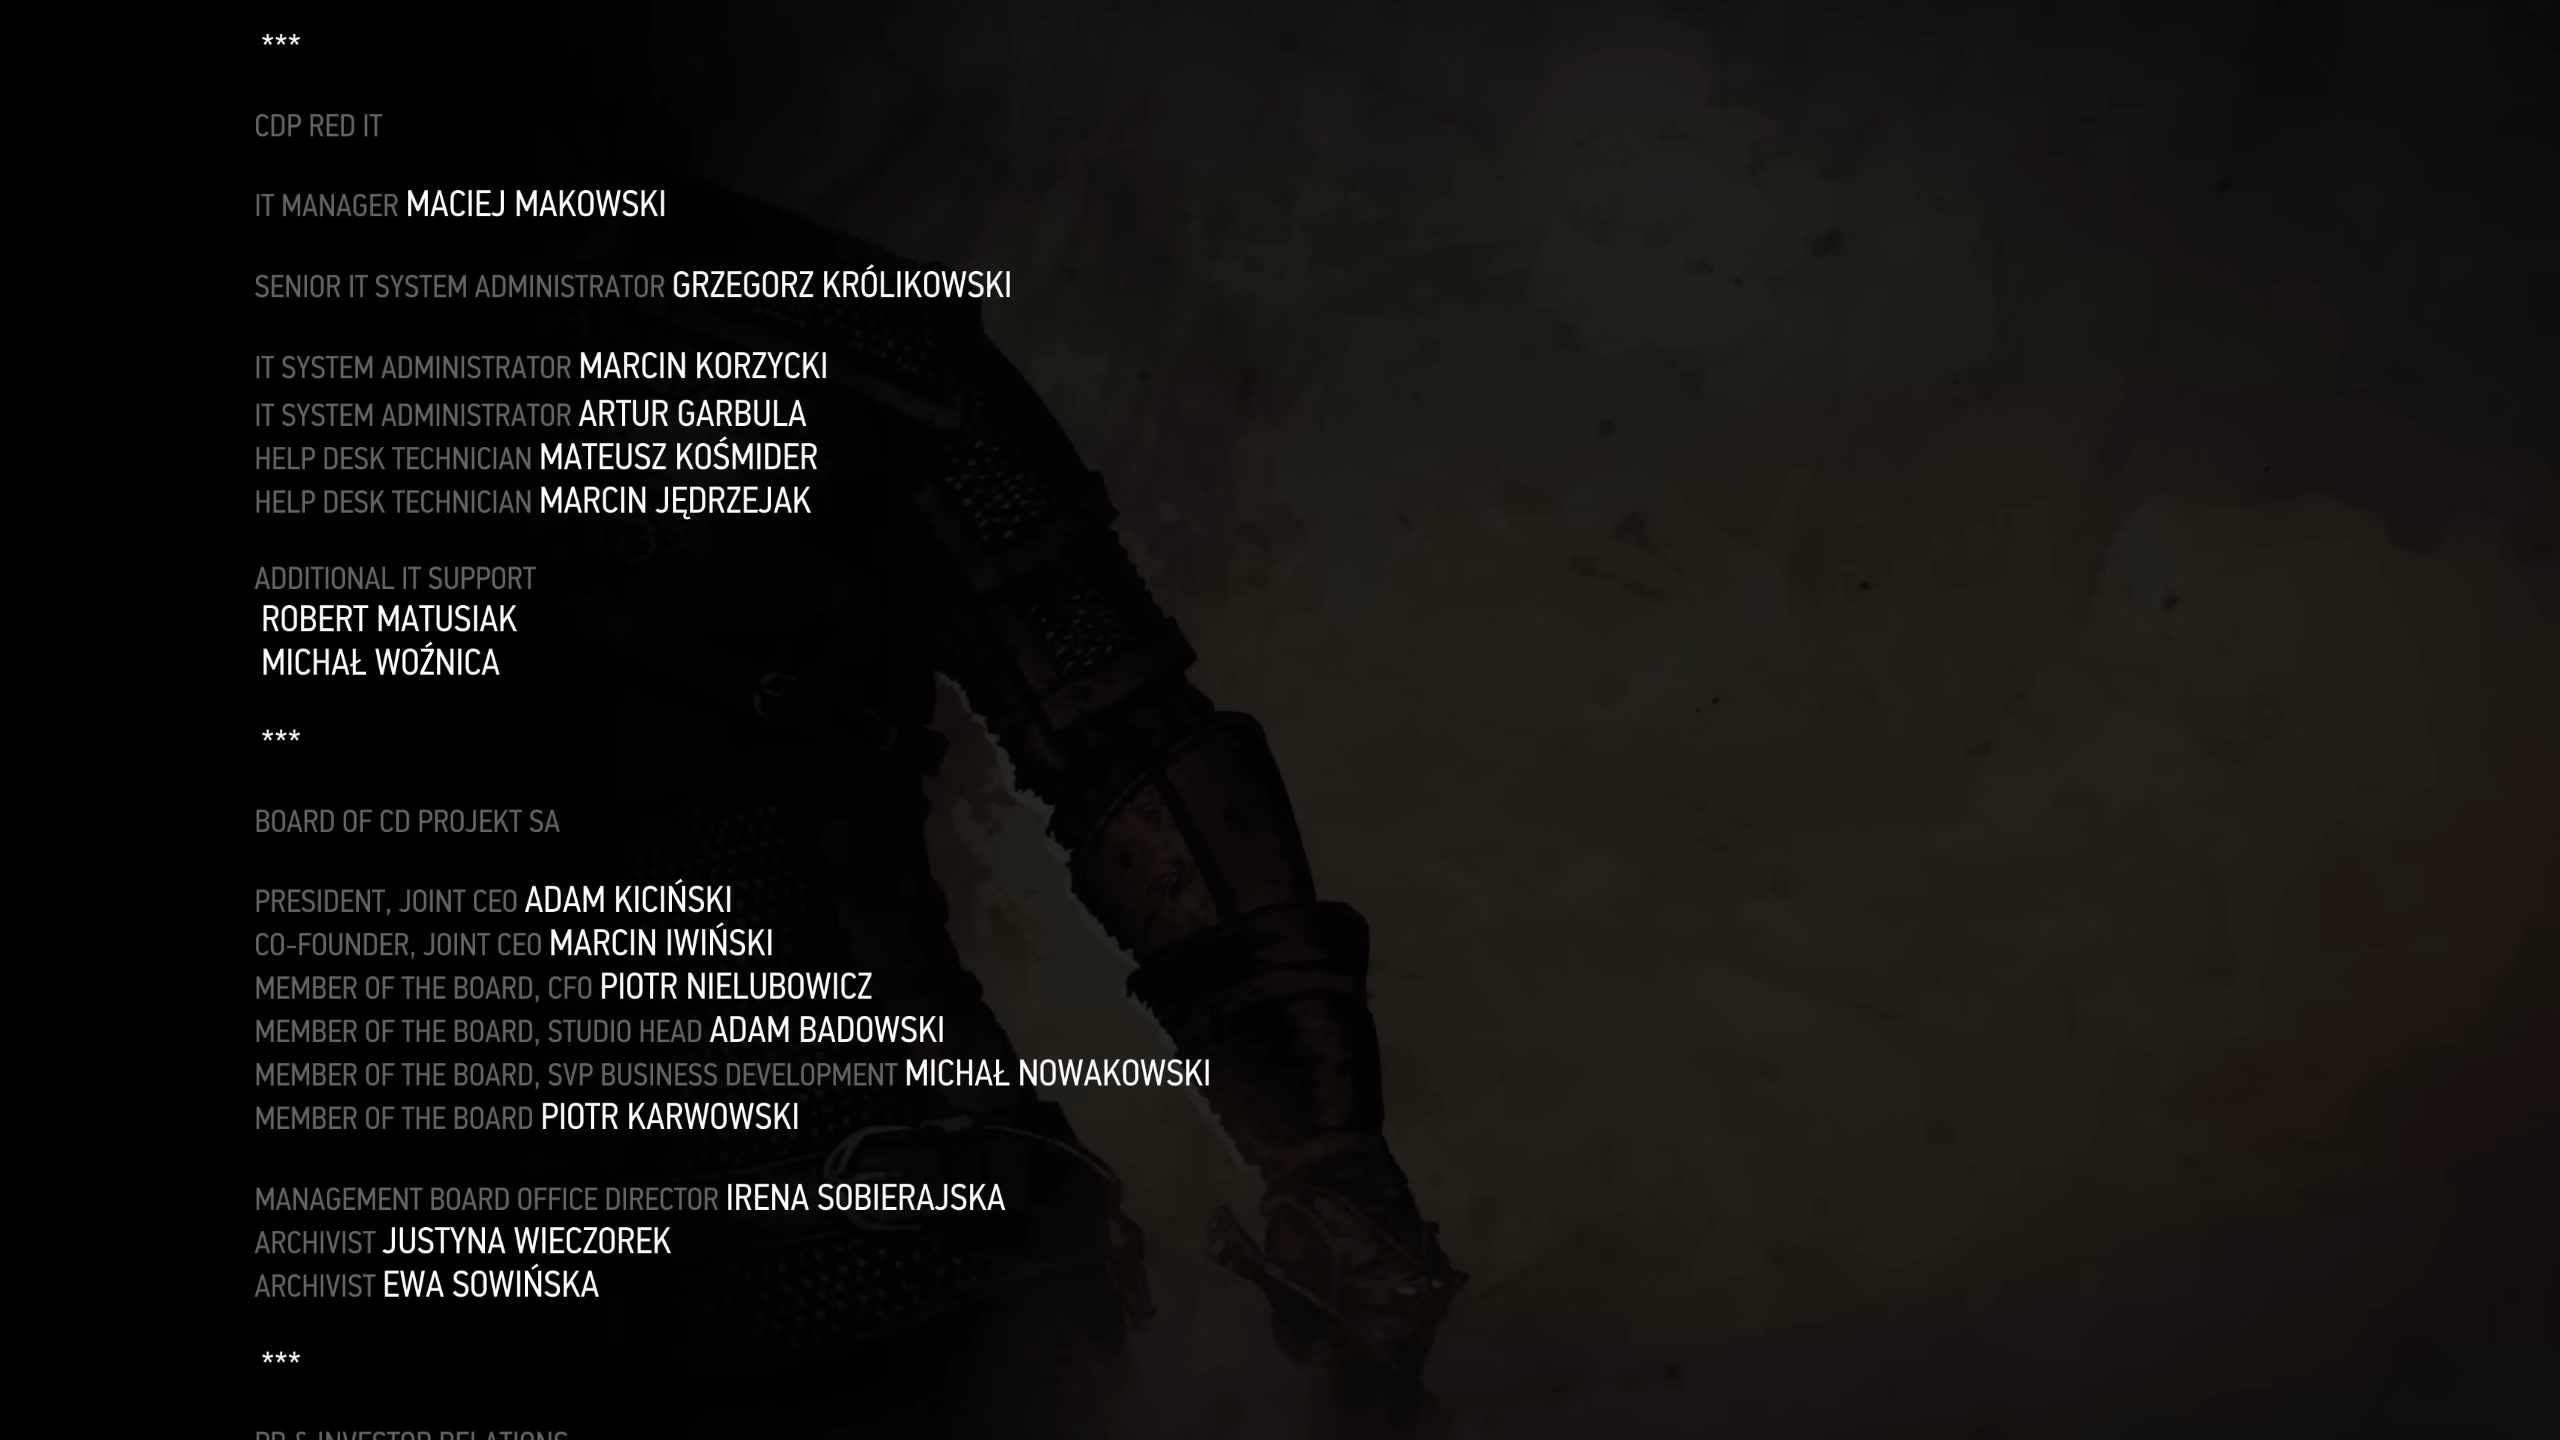 ***
CDP RED IT
IT MANAGER MACIEJ MAKOWSKI
SENIOR IT SYSTEM ADMINISTRATOR GRZEGORZ KRÓLIKOWSKI
IT SYSTEM ADMINISTRATOR MARCIN KORZYCKI
IT SYSTEM ADMINISTRATOR ARTUR GARBULA
HELP DESK TECHNICIAN MATEUSZ KOŚMIDER
HELP DESK TECHNICIAN MARCIN JĘDRZEJAK
ADDITIONAL IT SUPPORT
ROBERT MATUSIAK
MICHAŁ WOŹNICA
***
BOARD OF CD PROJEKT SA
PRESIDENT, JOINT CEO ADAM KICIŃSKI
CO-FOUNDER, JOINT CEO MARCIN IWIŃSKI
MEMBER OF THE BOARD, CFO PIOTR NIELUBOWICZ
MEMBER OF THE BOARD, STUDIO HEAD ADAM BADOWSKI
MEMBER OF THE BOARD, SVP BUSINESS DEVELOPMENT MICHAŁ NOWAKOWSKI
MEMBER OF THE BOARD PIOTR KARWOWSKI
MANAGEMENT BOARD OFFICE DIRECTOR IRENA SOBIERAJSKA
ARCHIVIST JUSTYNA WIECZOREK
ARCHIVIST EWA SOWIŃSKA
***
PR & INVESTOR RELATIONS